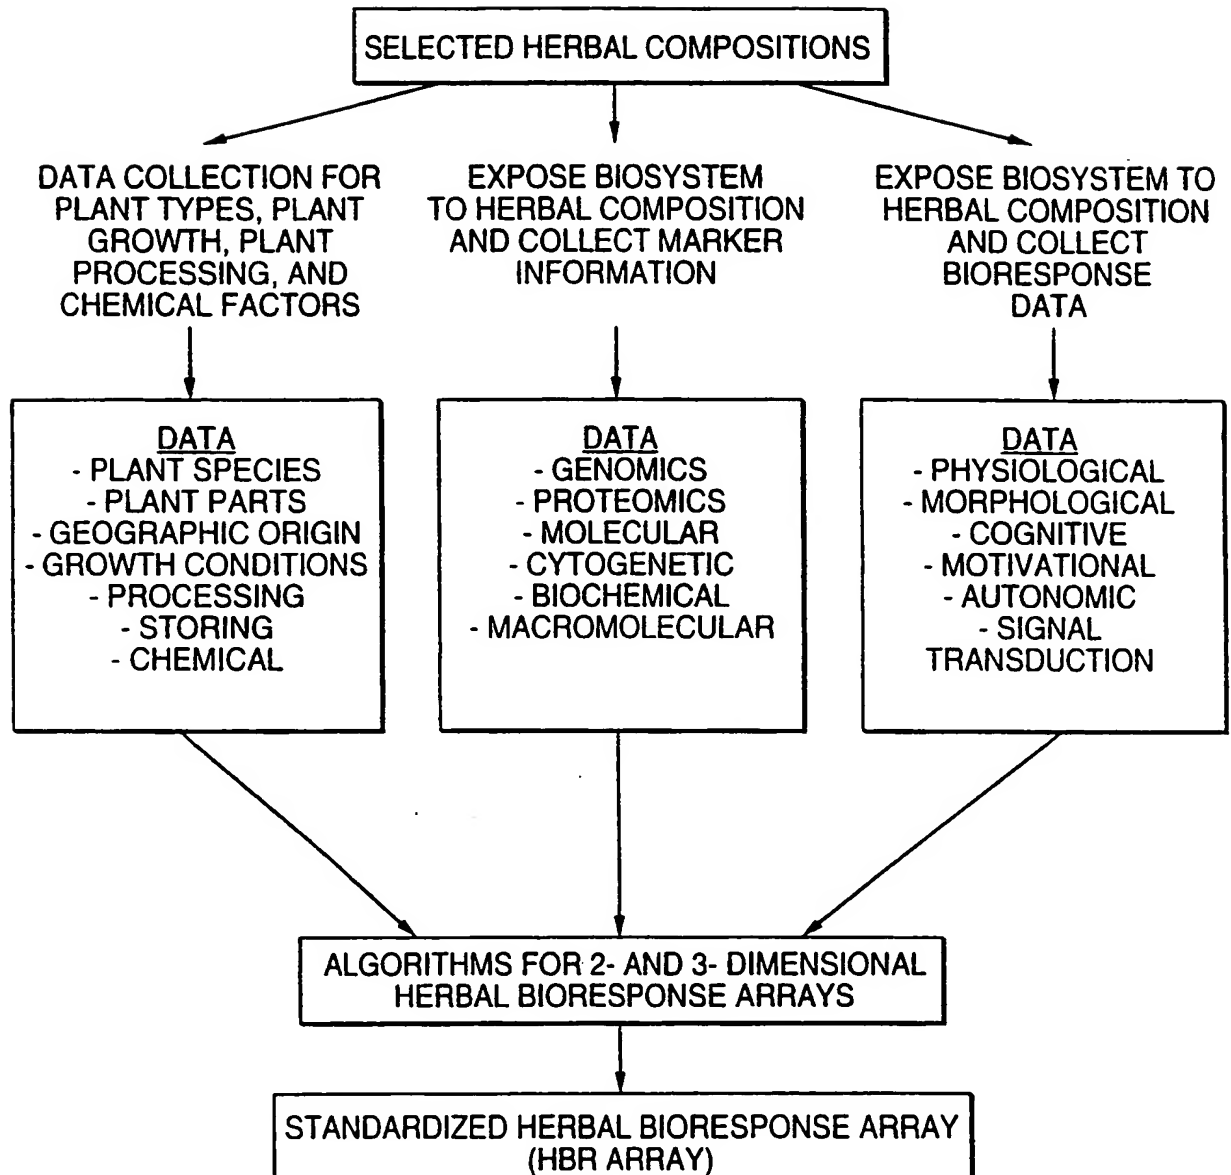 SELECTED HERBAL COMPOSITIONS
DATA COLLECTION FOR
PLANT TYPES, PLANT
GROWTH, PLANT
PROCESSING, AND
CHEMICAL FACTORS
EXPOSE BIOSYSTEM
TO HERBAL COMPOSITION
AND COLLECT MARKER
INFORMATION
EXPOSE BIOSYSTEM TO
HERBAL COMPOSITION
AND COLLECT
BIORESPONSE
DATA
DATA
- PLANT SPECIES
- PLANT PARTS
- GEOGRAPHIC ORIGIN
- GROWTH CONDITIONS
- PROCESSING
- STORING
- CHEMICAL
DATA
- GENOMICS
- PROTEOMICS
- MOLECULAR
- CYTOGENETIC
- BIOCHEMICAL
- MACROMOLECULAR
DATA
- PHYSIOLOGICAL
- MORPHOLOGICAL
- COGNITIVE
- MOTIVATIONAL
- AUTONOMIC
- SIGNAL
TRANSDUCTION
ALGORITHMS FOR 2- AND 3- DIMENSIONAL
HERBAL BIORESPONSE ARRAYS
STANDARDIZED HERBAL BIORESPONSE ARRAY
(HBR ARRAY)